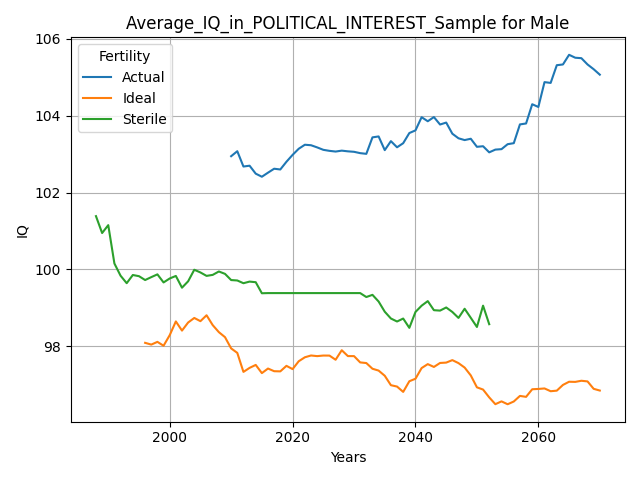 Average_IQ_in_POLITICAL_INTEREST_Sample for Male
Fertility
Actual
Ideal
Sterile
106
104
102
100
98
IQ
2000
2020
2040
2060
Years